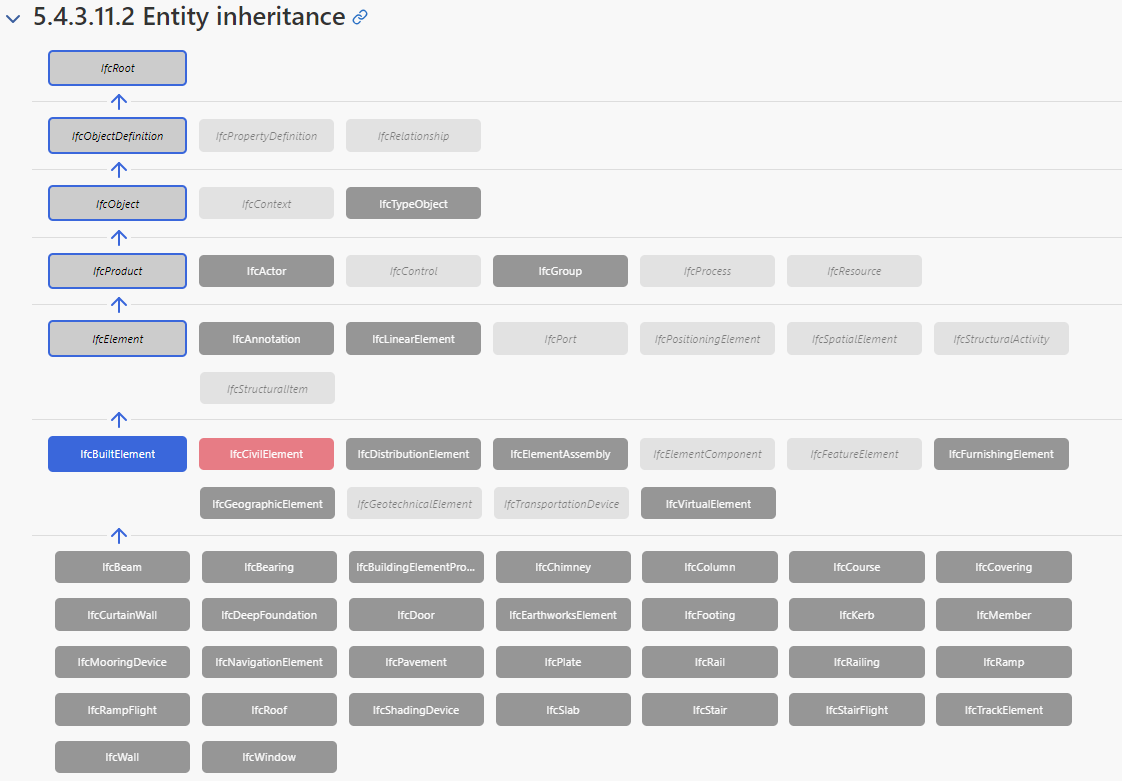 5.4.3.11.2 Entity inheritance
IfcRoot
IfcObjectDefinition IfcPropertyDefinition IfcRelationship
IfcObject IfcContext IfcTypeObject
IfcProduct IfcActor IfcControl IfcGroup IfcProcess IfcResource
IfcElement IfcAnnotation IfcLinearElement IfcPort IfcPositioningElement IfcSpatialElement IfcStructuralActivity
IfcStructuralItem
IfcBuiltElement IfcCivilElement IfcDistributionElement IfcElementAssembly IfcElementComponent IfcFeatureElement IfcFurnishingElement
IfcGeographicElement IfcGeotechnicalElement IfcTransportationDevice IfcVirtualElement
IfcBeam IfcBearing IfcBuildingElementPro... IfcChimney IfcColumn IfcCourse IfcCovering
IfcCurtainWall IfcDeepFoundation IfcDoor IfcEarthworksElement IfcFooting IfcKerb IfcMember
IfcMooringDevice IfcNavigationElement IfcPavement IfcPlate IfcRail IfcRailing IfcRamp
IfcRampFlight IfcRoof IfcShadingDevice IfcSlab IfcStair IfcStairFlight IfcTrackElement
IfcWall IfcWindow